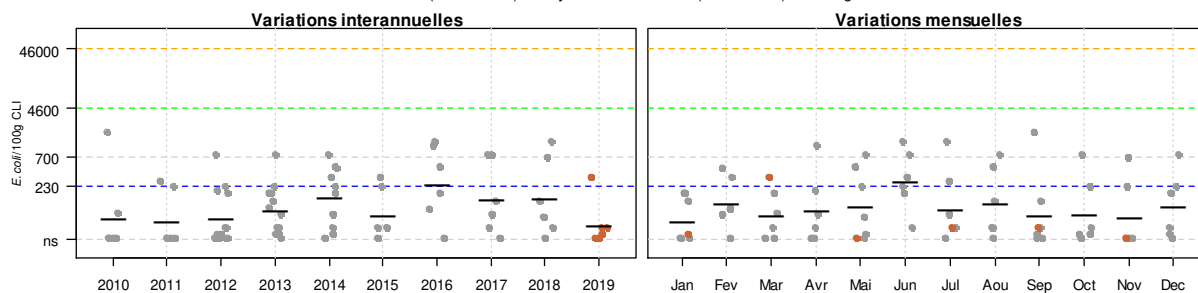 Variations interannuelles
Variations mensuelles
E.coli/100g CLI
46000
4600
700
230
ns
2010 2011 2012 2013 2014 2015 2016 2017 2018 2019
Jan Fev Mar Avr Mai Jun Jul Aou Sep Oct Nov Dec